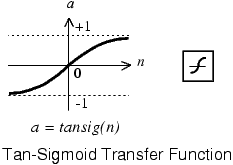 a
+1
n
0
-1
a = tansig(n)
Tan-Sigmoid Transfer Function